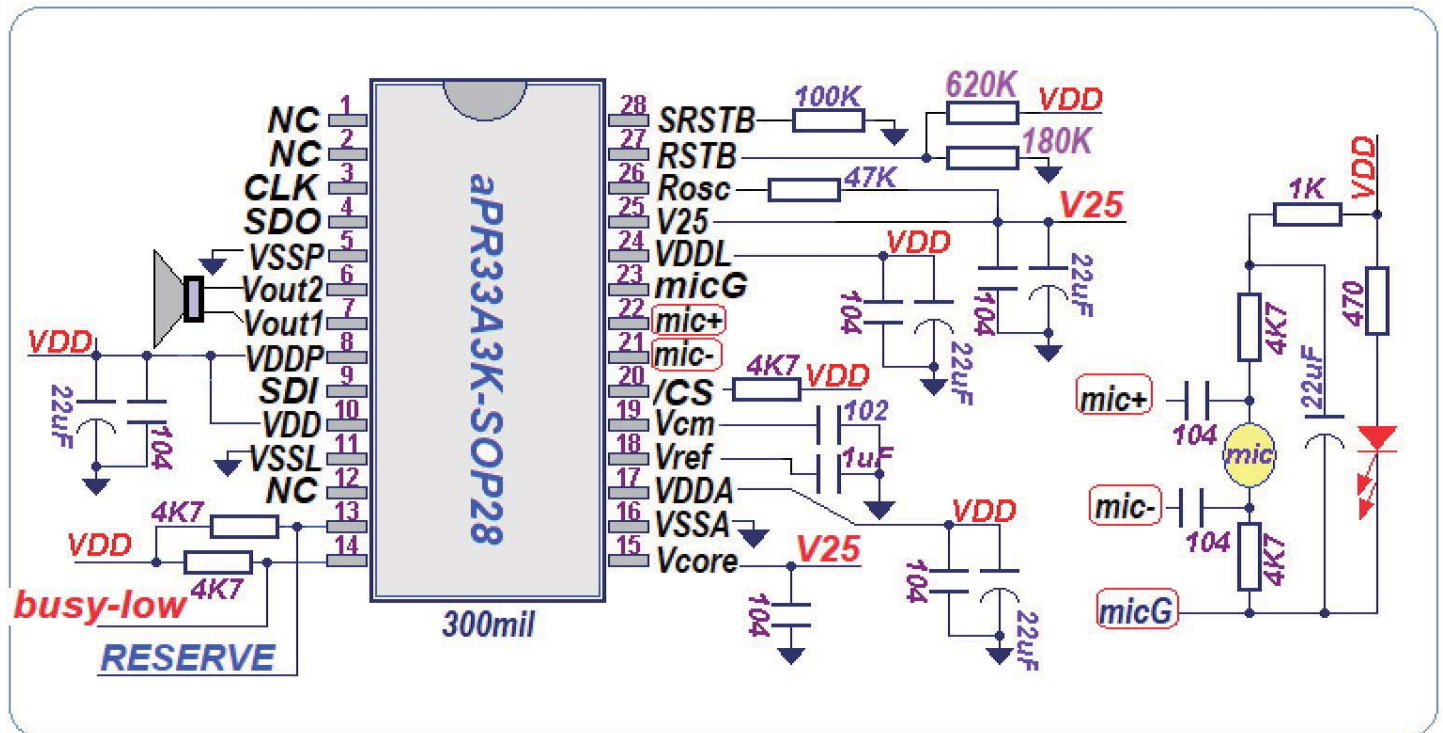 NC 1
NC 2
CLK 3
SDO 4
VSSP 5
Vout2 6
Vout1 7
VDD
VDDP 8
SDI 9
VDD 10
VSSL 11
NC 12
13
14
22uF
104
4K7
VDD
4K7
busy-low
RESERVE
aPR33A3K-SOP28
300mil
28 SRSTB
100K
620K
VDD
27 RSTB
180K
26 Rosc
47K
25 V25
V25
24 VDDL
VDD
23 micG
22 mic+
21 mic-
104
22uF
104
22uF
20 /CS
4K7
VDD
19 Vcm
102
18 Vref
1uF
17 VDDA
VDD
16 VSSA
15 Vcore
V25
104
104
22uF
VDD
1K
470
4K7
22uF
mic+
104
mic
mic-
104
4K7
micG